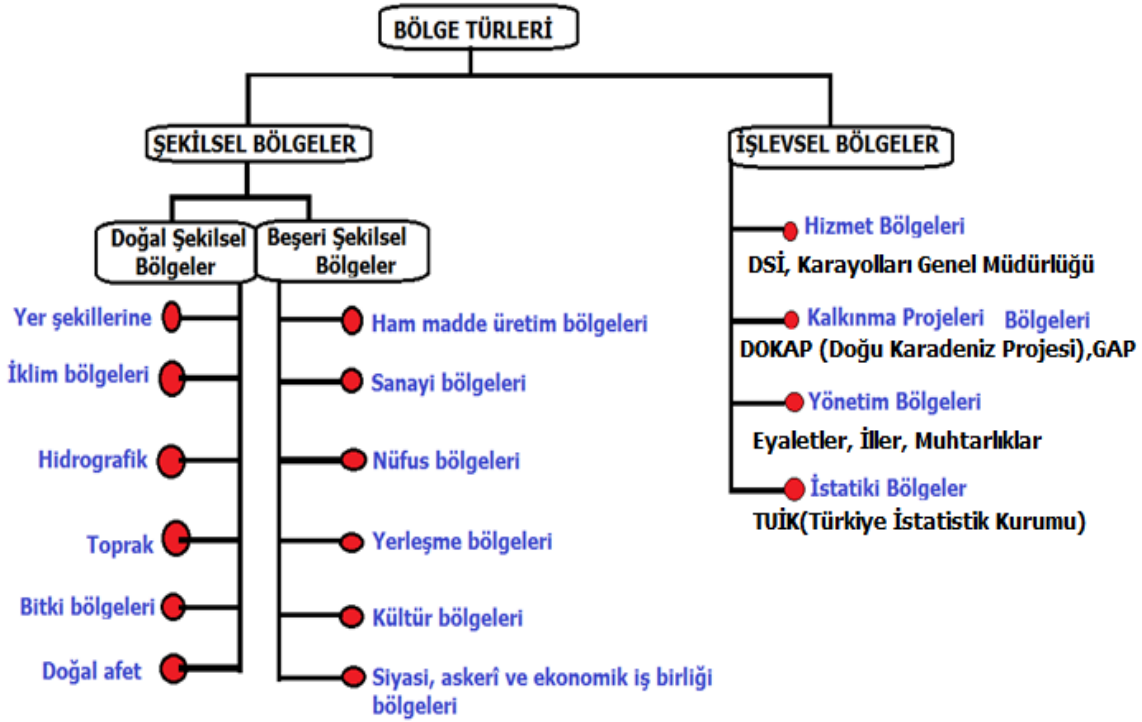 BÖLGE TÜRLERİ
ŞEKİLSEL BÖLGELER
Doğal Şekilsel
Bölgeler
Yer şekillerine
İklim bölgeleri
Hidrografik
Toprak
Bitki bölgeleri
Doğal afet
Beşeri Şekilsel
Bölgeler
Ham madde üretim bölgeleri
Sanayi bölgeleri
Nüfus bölgeleri
Yerleşme bölgeleri
Kültür bölgeleri
Siyasi, askerî ve ekonomik iş birliği
bölgeleri
İŞLEVSEL BÖLGELER
Hizmet Bölgeleri
DSİ, Karayolları Genel Müdürlüğü
Kalkınma Projeleri Bölgeleri
DOKAP (Doğu Karadeniz Projesi),GAP
Yönetim Bölgeleri
Eyaletler, İller, Muhtarlıklar
İstatiki Bölgeler
TUİK(Türkiye İstatistik Kurumu)